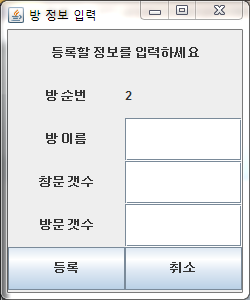 방 정보 입력
등록할 정보를 입력하세요
방 순번 2
방 이름
창문 갯수
방문 갯수
등록 취소